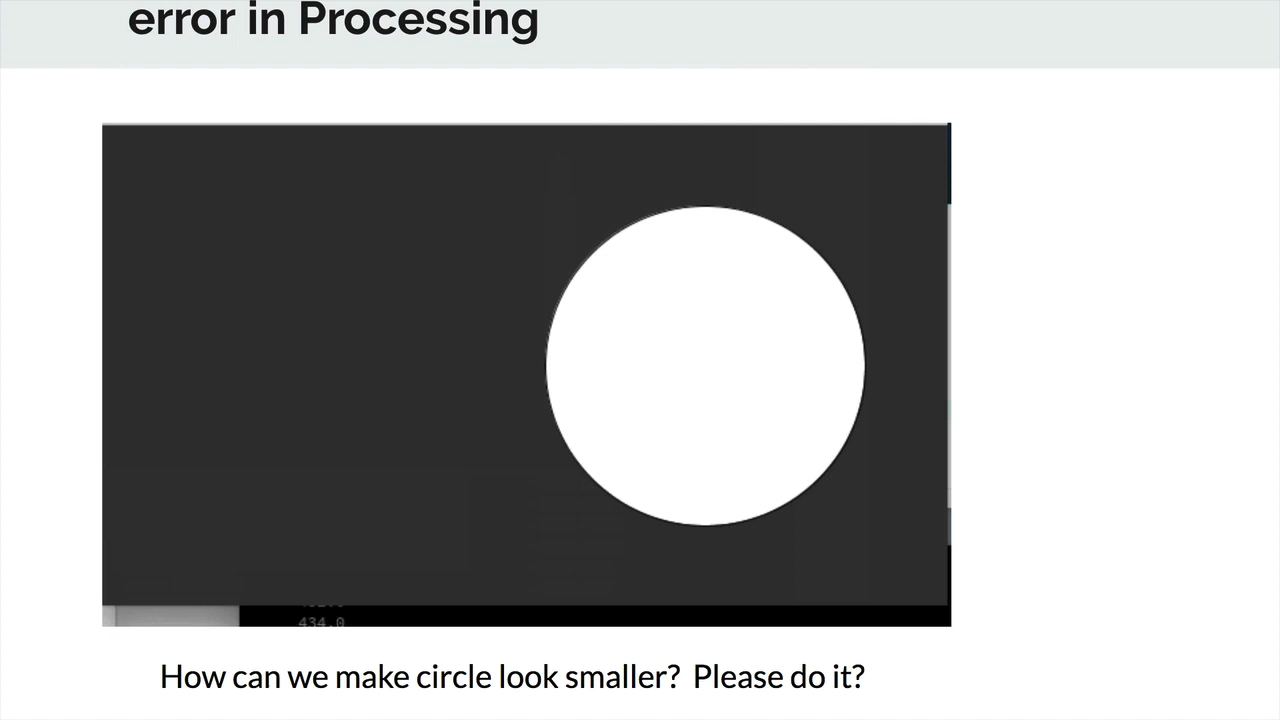 error in Processing
434.0
How can we make circle look smaller?  Please do it?